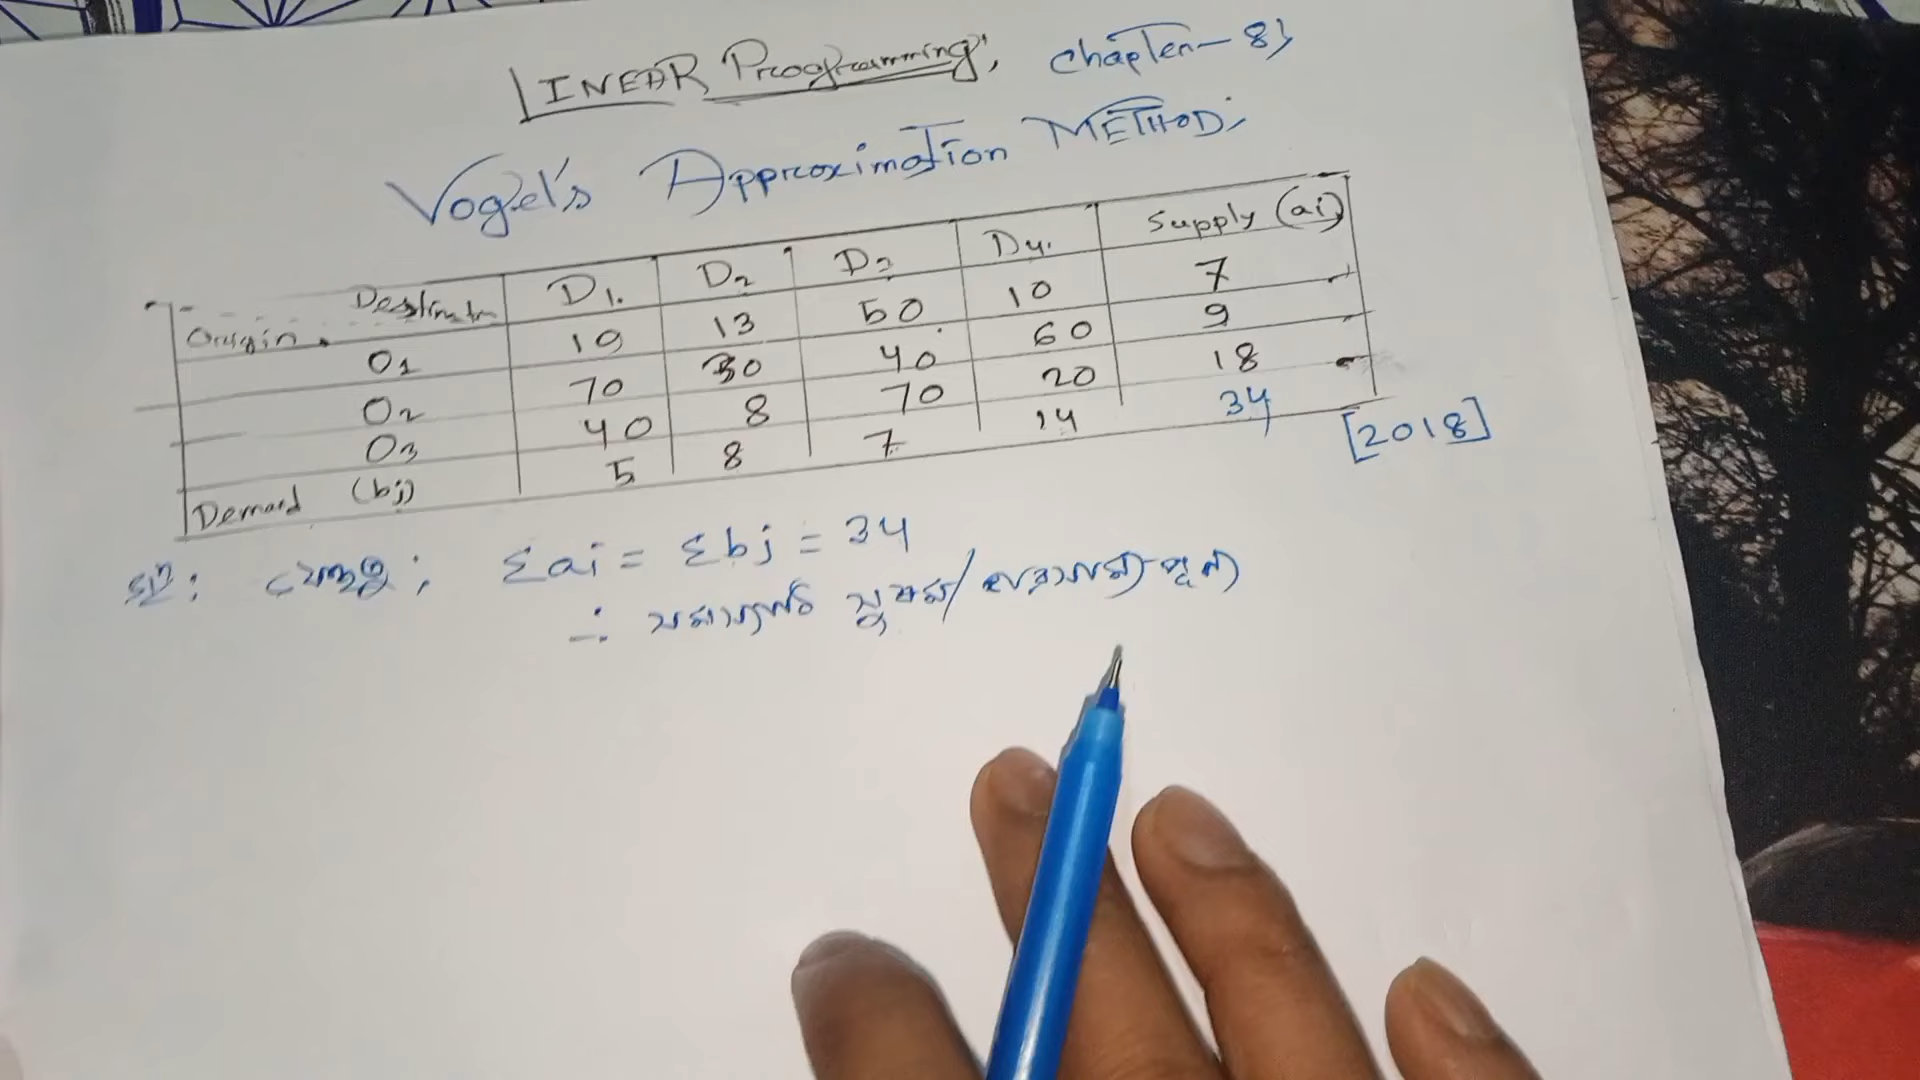 LINEAR Programming, Chapter-8
Vogel's Approximation METHOD:
Origin Destinatn D1. D2 D3 D4. Supply (ai)
O1 19 13 50 10 7
O2 70 30 40 60 9
O3 40 8 70 20 18
Demand (bj) 5 8 7 14 34
[2018]
Σai = Σbj = 34
∴